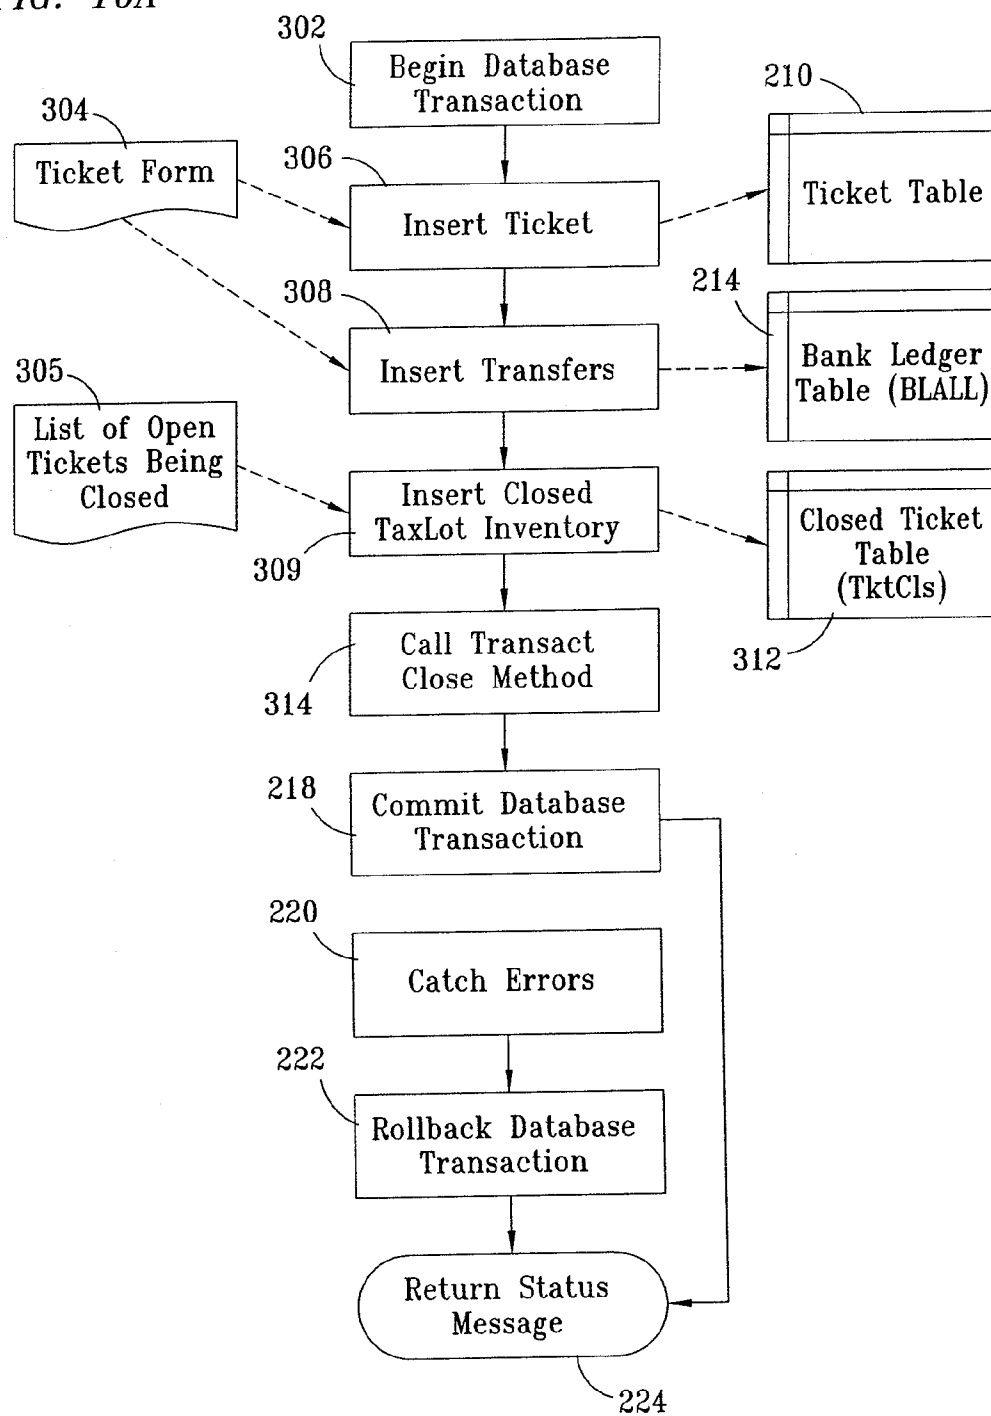 302
Begin Database
Transaction
210
304
Ticket Form
306
Insert Ticket
Ticket Table
308
Insert Transfers
214
Bank Ledger
Table (BLALL)
305
List of Open
Tickets Being
Closed
Insert Closed
TaxLot Inventory
309
Closed Ticket
Table
(TktCls)
312
Call Transact
Close Method
314
218
Commit Database
Transaction
220
Catch Errors
222
Rollback Database
Transaction
Return Status
Message
224